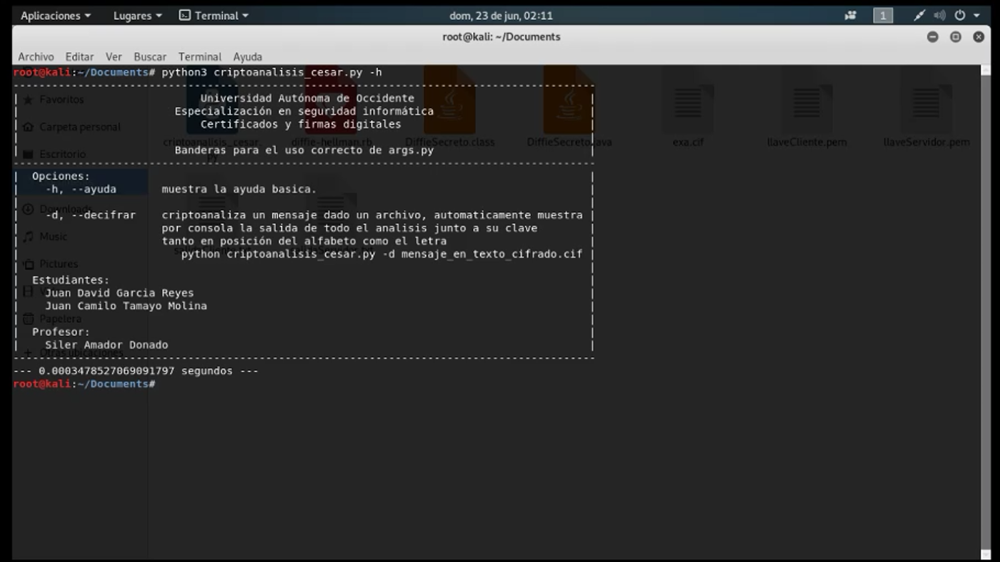 Aplicaciones Lugares Terminal dom, 23 de jun, 02:11 1
root@kali: ~/Documents
Archivo Editar Ver Buscar Terminal Ayuda
root@kali:~/Documents# python3 criptoanalisis_cesar.py -h
Universidad Autónoma de Occidente
Especialización en seguridad informática
Certificados y firmas digitales
Banderas para el uso correcto de args.py
Opciones:
-h, --ayuda muestra la ayuda basica.
-d, --decifrar criptoanaliza un mensaje dado un archivo, automaticamente muestra
por consola la salida de todo el analisis junto a su clave
tanto en posición del alfabeto como el letra
python criptoanalisis_cesar.py -d mensaje_en_texto_cifrado.cif
Estudiantes:
Juan David Garcia Reyes
Juan Camilo Tamayo Molina
Profesor:
Siler Amador Donado
--- 0.0003478527069091797 segundos ---
root@kali:~/Documents#
Favoritos
Carpeta personal
Escritorio
Downloads
Music
Pictures
Papelera
Otras ubicaciones
criptoanalisis_cesar.py
diffie-hellman.rb
DiffieSecreto.class
DiffieSecreto.java
exa.cif
llaveCliente.pem
llaveServidor.pem